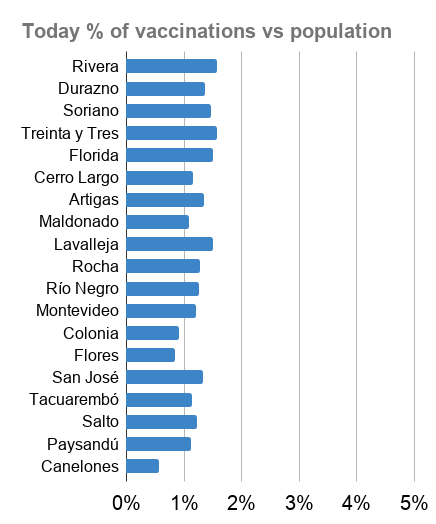 Today % of vaccinations vs population
Rivera
Durazno
Soriano
Treinta y Tres
Florida
Cerro Largo
Artigas
Maldonado
Lavalleja
Rocha
Río Negro
Montevideo
Colonia
Flores
San José
Tacuarembó
Salto
Paysandú
Canelones
0% 1% 2% 3% 4% 5%